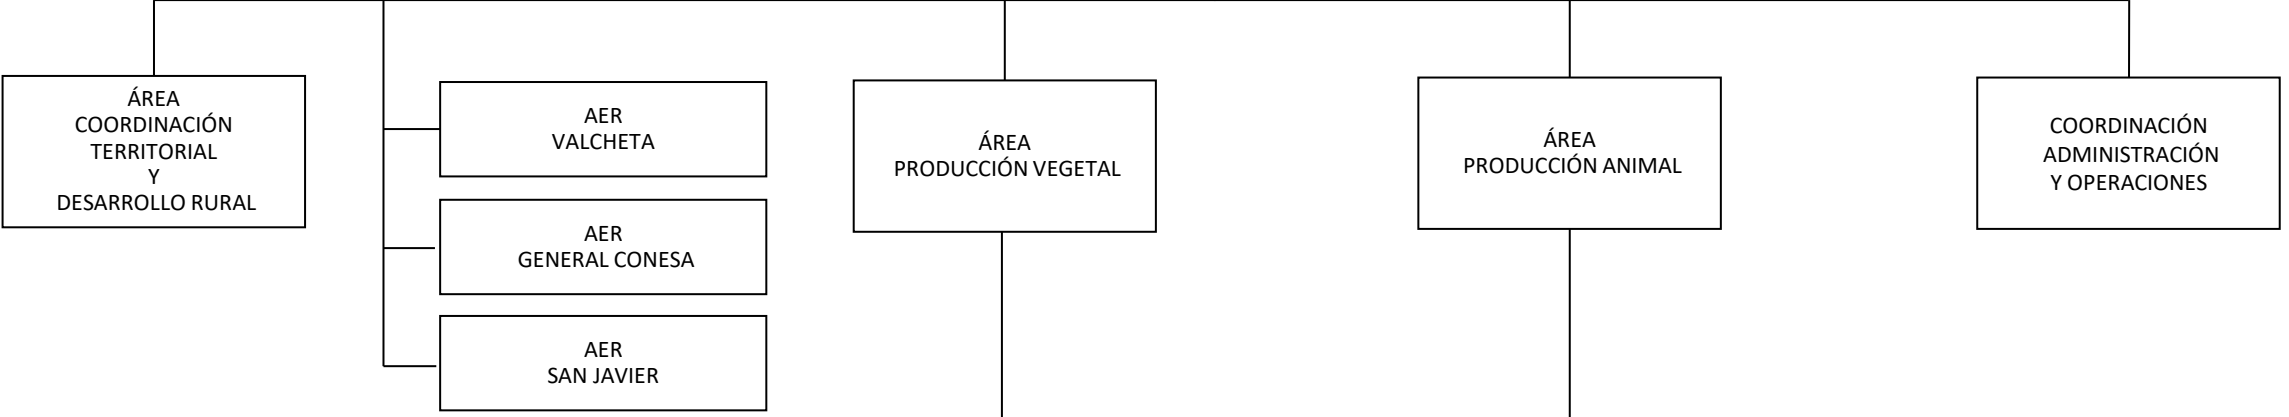 ÁREA
COORDINACIÓN
TERRITORIAL
Y
DESARROLLO RURAL
AER
VALCHETA
AER
GENERAL CONESA
AER
SAN JAVIER
ÁREA
PRODUCCIÓN VEGETAL
ÁREA
PRODUCCIÓN ANIMAL
COORDINACIÓN
ADMINISTRACIÓN
Y OPERACIONES